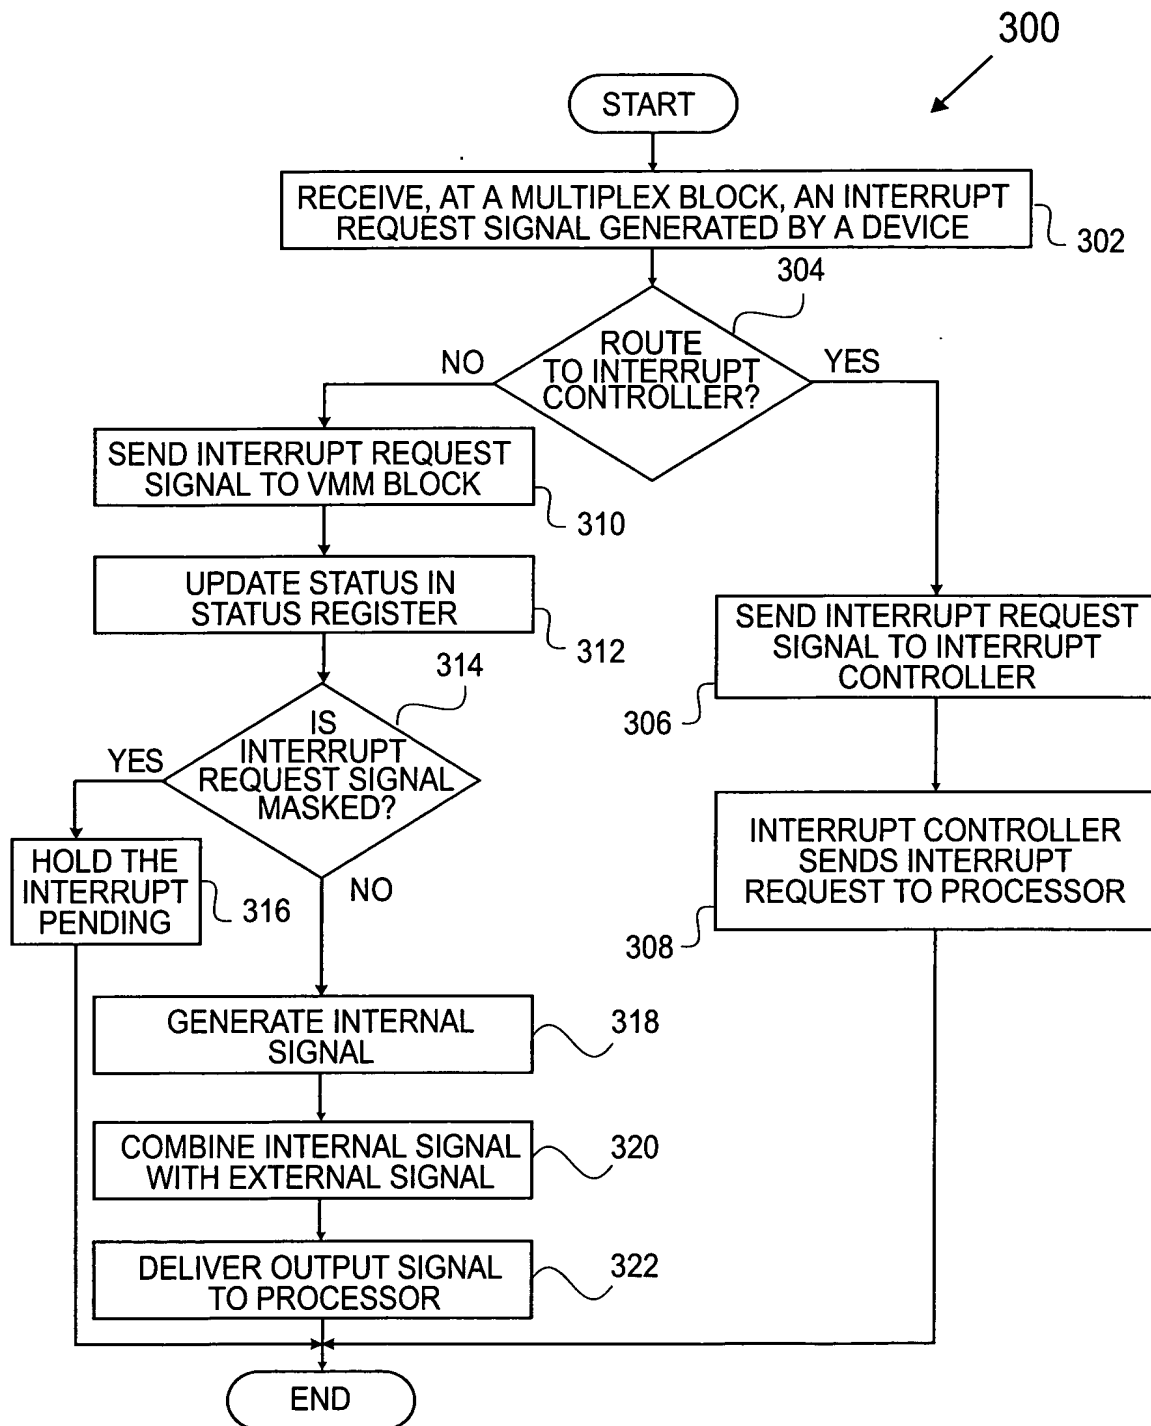 300
START
RECEIVE, AT A MULTIPLEX BLOCK, AN INTERRUPT
REQUEST SIGNAL GENERATED BY A DEVICE
302
304
ROUTE
TO INTERRUPT
CONTROLLER?
NO
YES
SEND INTERRUPT REQUEST
SIGNAL TO VMM BLOCK
310
UPDATE STATUS IN
STATUS REGISTER
312
SEND INTERRUPT REQUEST
SIGNAL TO INTERRUPT
CONTROLLER
306
314
IS
INTERRUPT
REQUEST SIGNAL
MASKED?
YES
NO
HOLD THE
INTERRUPT
PENDING
316
INTERRUPT CONTROLLER
SENDS INTERRUPT
REQUEST TO PROCESSOR
308
GENERATE INTERNAL
SIGNAL
318
COMBINE INTERNAL SIGNAL
WITH EXTERNAL SIGNAL
320
DELIVER OUTPUT SIGNAL
TO PROCESSOR
322
END